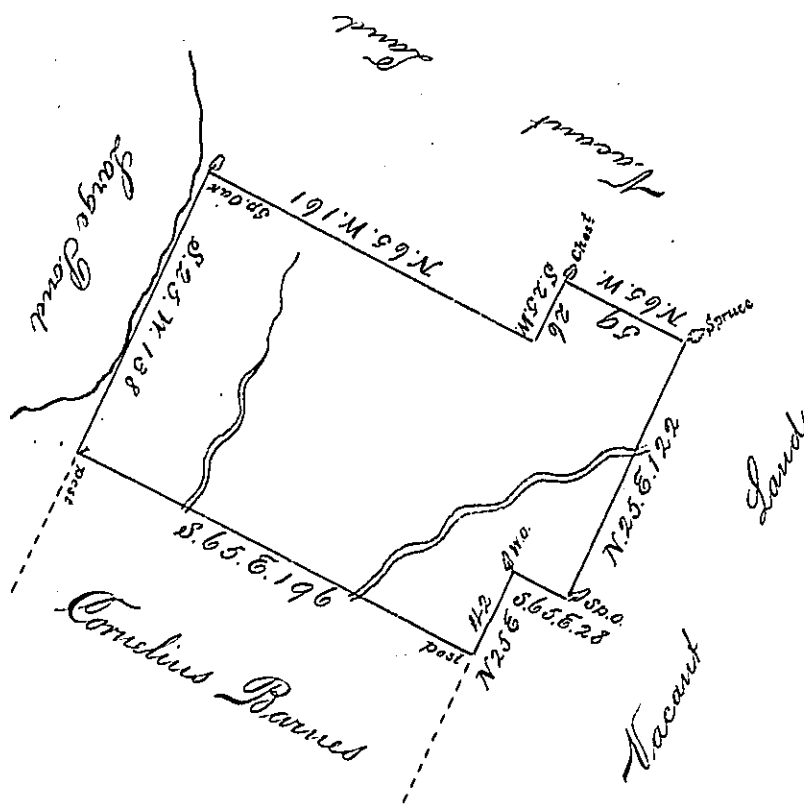 Vacant
Land
Large Pond
Sp. Oak
N. 65. W. 161
S. 25. W.
26
Chest
N. 65. W.
59
Spruce
S. 25. W. 138
N. 25. E. 122
Land
post
S. 65. E. 196
W.O.
Sp.O.
S. 65. E. 28
42
N 25 E
post
Cornelius Barnes
Vacant